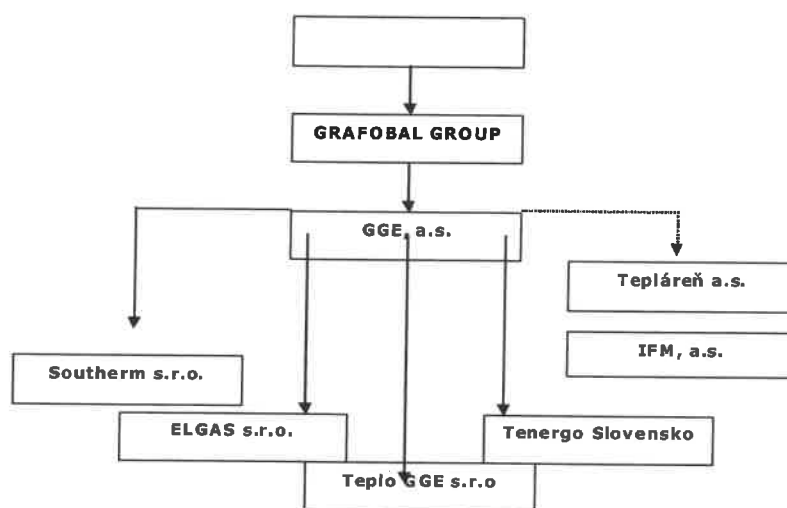 GRAFOBAL GROUP
GGE, a.s.
Tepláreň a.s.
IFM, a.s.
Southerm s.r.o.
ELGAS s.r.o.
Tenergo Slovensko
Teplo GGE s.r.o